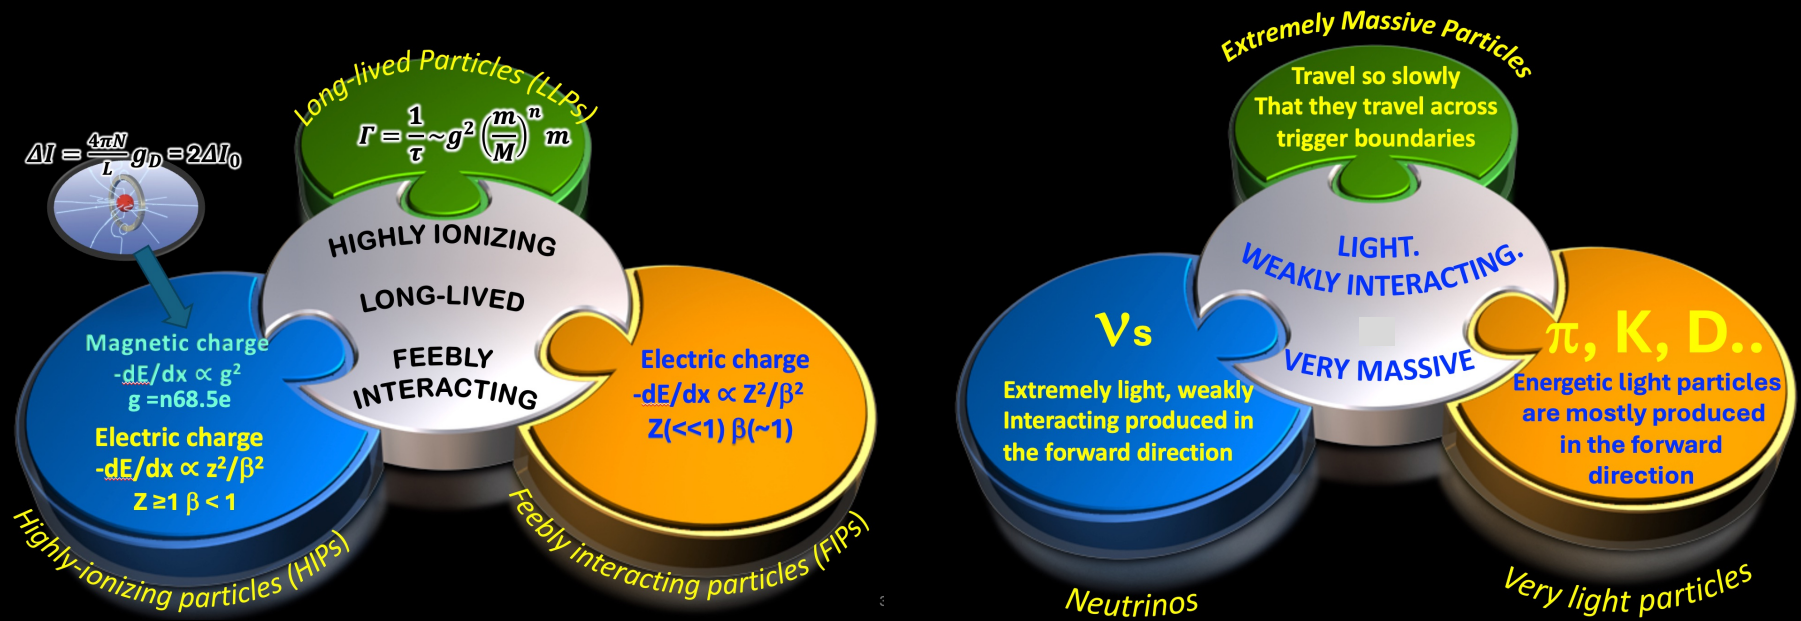 Long-lived Particles (LLPs)
Γ = 1/τ ~ g² (m/M)ⁿ m
ΔI = 4πN/L g_D = 2ΔI₀
HIGHLY IONIZING
LONG-LIVED
FEEBLY
INTERACTING
Magnetic charge
-dE/dx ∝ g²
g =n68.5e
Electric charge
-dE/dx ∝ z²/β²
Z ≥1 β < 1
Highly-ionizing particles (HIPs)
Electric charge
-dE/dx ∝ Z²/β²
Z(<<1) β(~1)
Feebly interacting particles (FIPs)
Extremely Massive Particles
Travel so slowly
That they travel across
trigger boundaries
LIGHT.
WEAKLY INTERACTING.
VERY MASSIVE
νs
Extremely light, weakly
Interacting produced in
the forward direction
Neutrinos
π, K, D..
Energetic light particles
are mostly produced
in the forward
direction
Very light particles